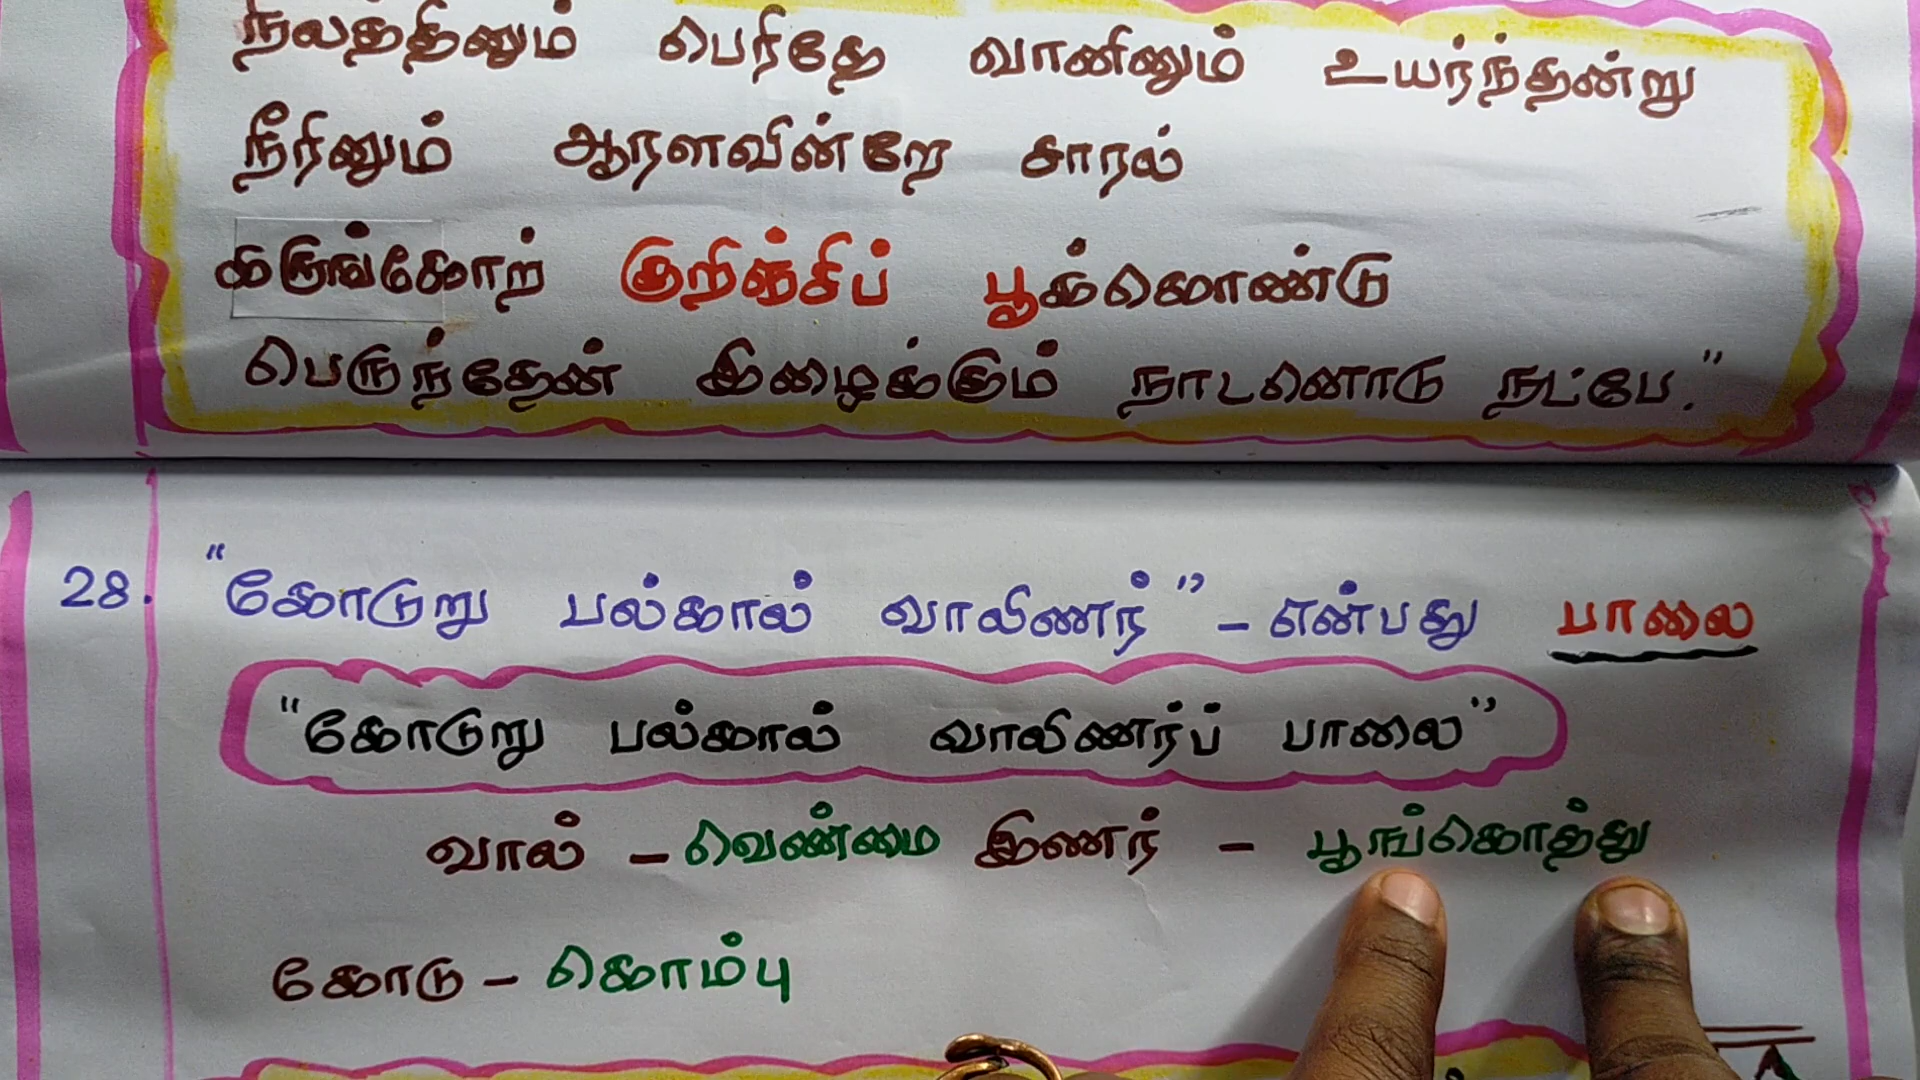 நிலத்தினும் பெரிதே வானினும் உயர்ந்தன்று
நீரினும் ஆரளவின்றே சாரல்
கருங்கோற் குறிஞ்சிப் பூக்கொண்டு
பெருந்தேன் இழைக்கும் நாடனொடு நட்பே."
28. "கோடுறு பல்கால் வாலிணர்" - என்பது பாலை
"கோடுறு பல்கால் வாலிணர்ப் பாலை"
வால் - வெண்மை இணர் - பூங்கொத்து
கோடு - கொம்பு